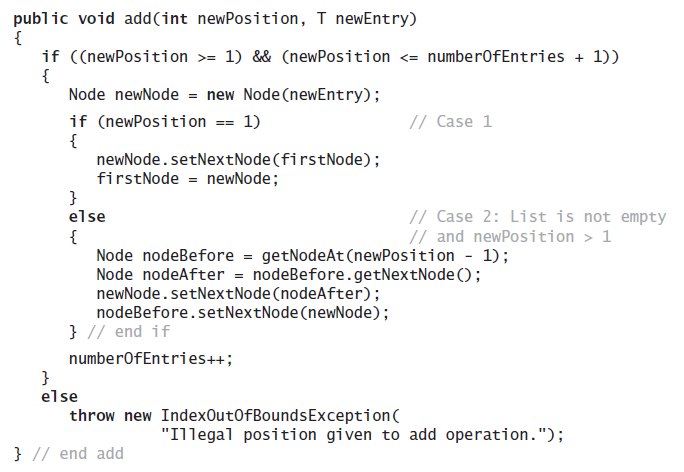 public void add(int newPosition, T newEntry)
{
if ((newPosition >= 1) && (newPosition <= numberOfEntries + 1))
{
Node newNode = new Node(newEntry);
if (newPosition == 1) // Case 1
{
newNode.setNextNode(firstNode);
firstNode = newNode;
}
else // Case 2: List is not empty
{ // and newPosition > 1
Node nodeBefore = getNodeAt(newPosition - 1);
Node nodeAfter = nodeBefore.getNextNode();
newNode.setNextNode(nodeAfter);
nodeBefore.setNextNode(newNode);
} // end if
numberOfEntries++;
}
else
throw new IndexOutOfBoundsException(
"Illegal position given to add operation.");
} // end add